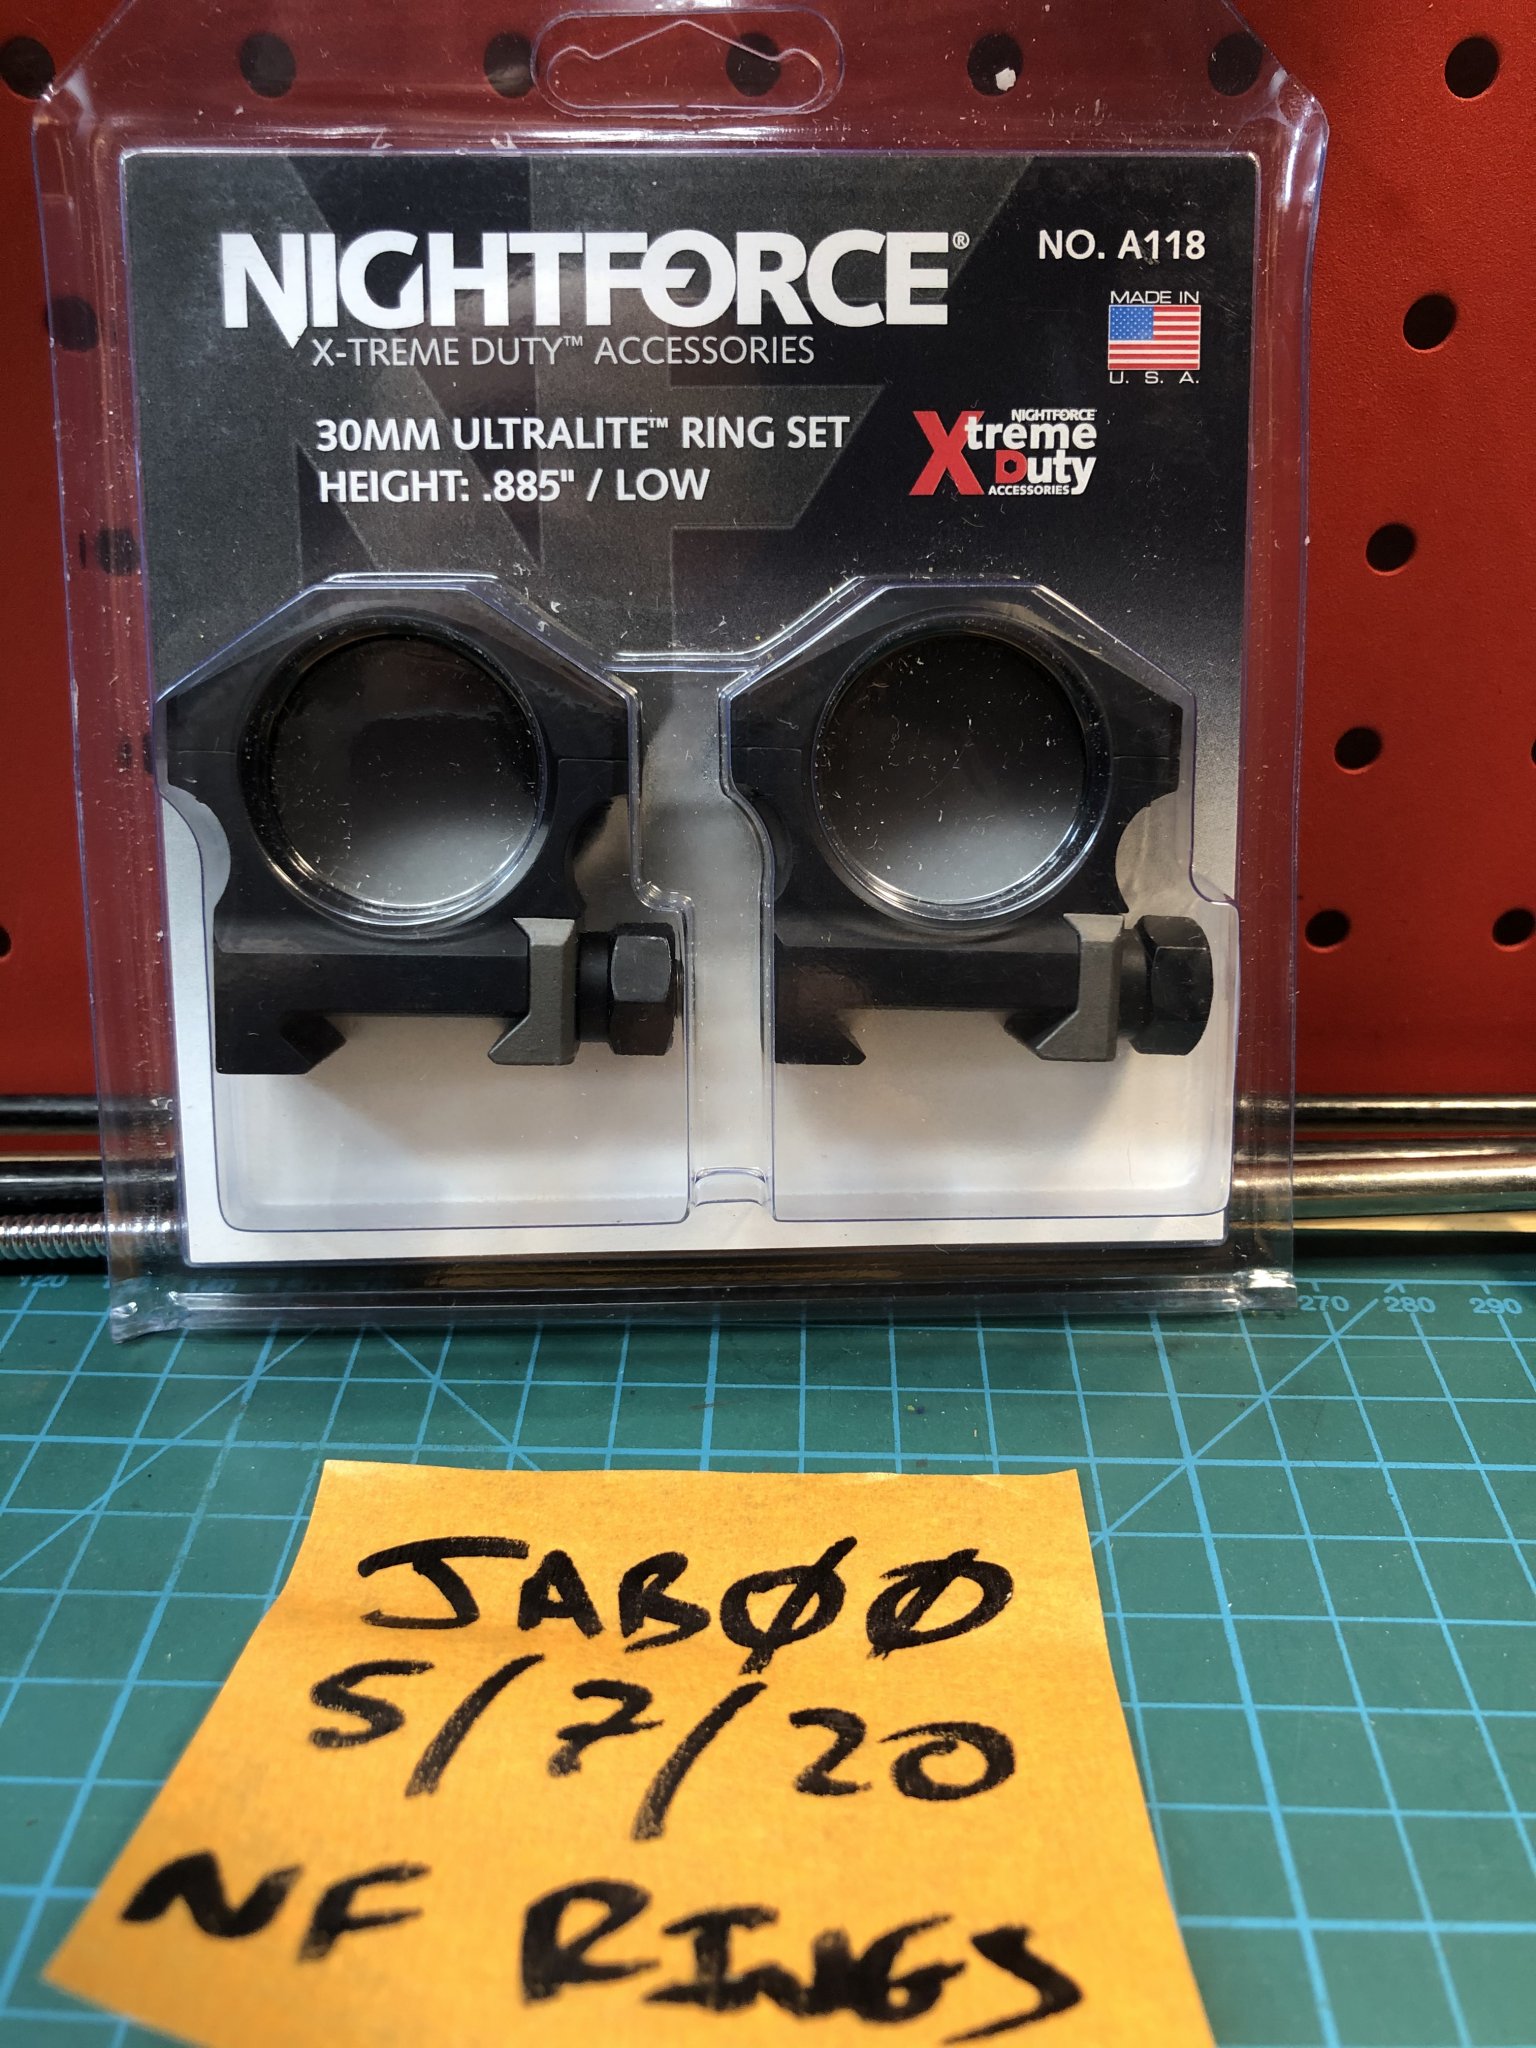 NIGHTFORCE®
X-TREME DUTY™ ACCESSORIES
NO. A118
MADE IN
U. S. A.
30MM ULTRALITE™ RING SET
HEIGHT: .885" / LOW
NIGHTFORCE
Xtreme
Duty
ACCESSORIES
120
270 280 290
JABØØ
5/7/20
NF RINGS